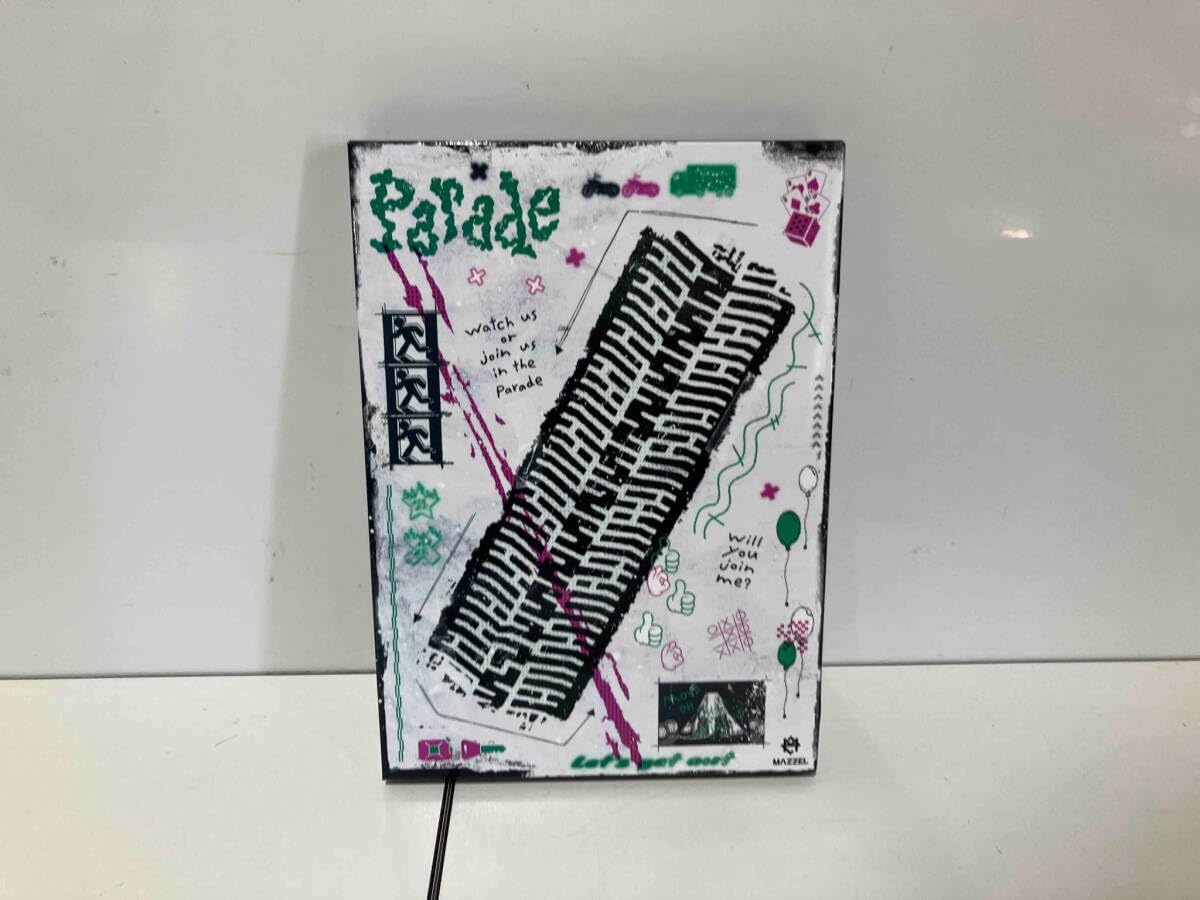 Parade
Watch us
or
join us
in the
Parade
Will
you
join
me?
Let's get out
MAZZEL